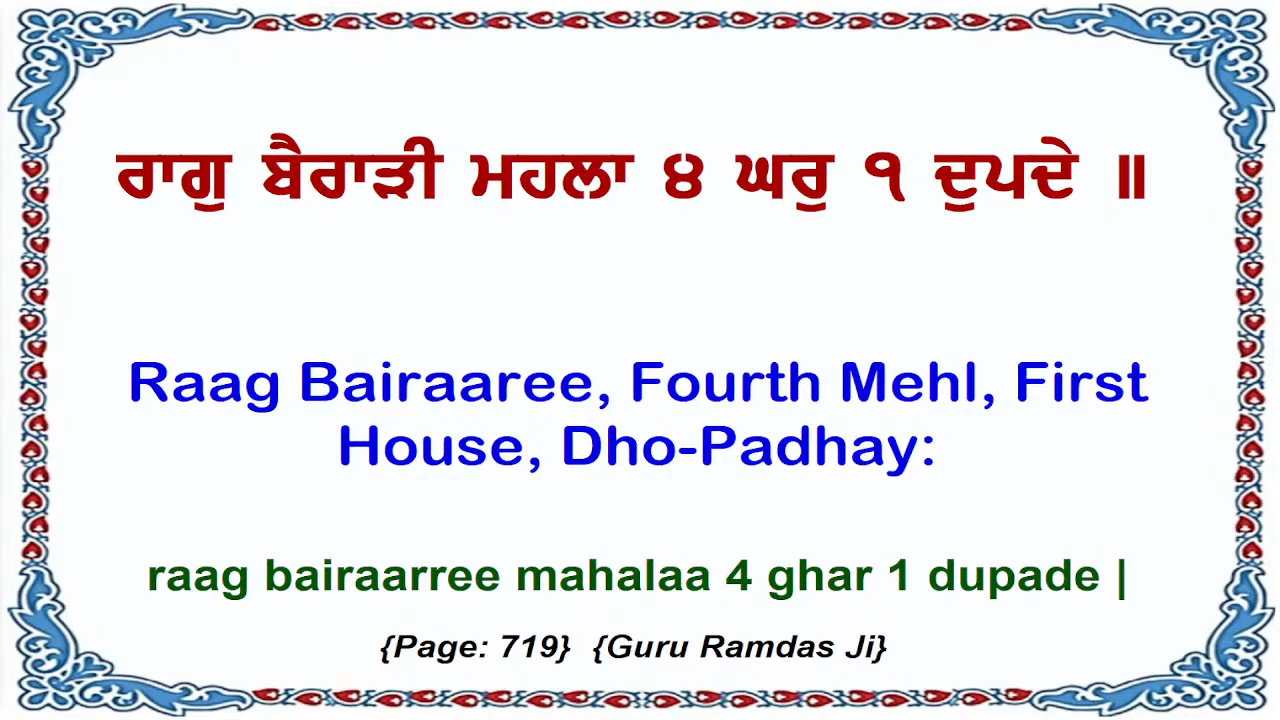 ਰਾਗੁ ਬੈਰਾੜੀ ਮਹਲਾ ੪ ਘਰੁ ੧ ਦੁਪਦੇ ॥
Raag Bairaaree, Fourth Mehl, First
House, Dho-Padhay:
raag bairaarree mahalaa 4 ghar 1 dupade |
{Page: 719} {Guru Ramdas Ji}